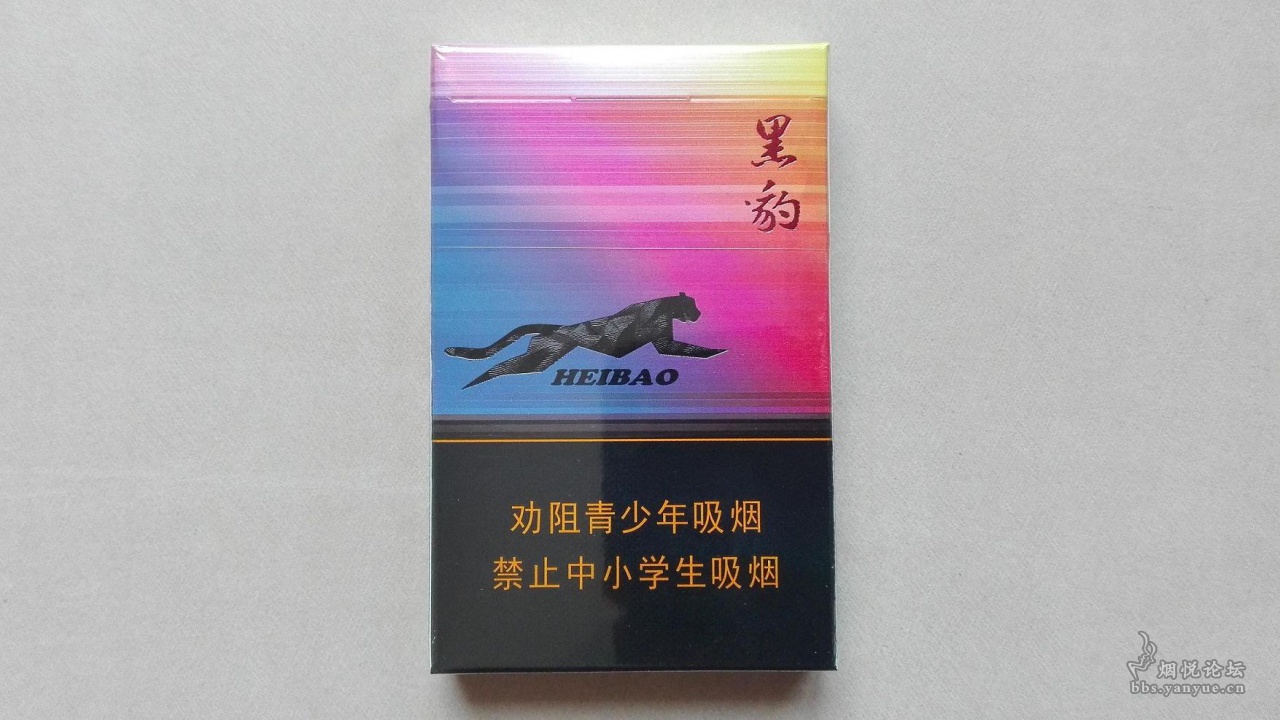 黑豹
HEIBAO
劝阻青少年吸烟
禁止中小学生吸烟
烟悦论坛
bbs.yanyue.cn